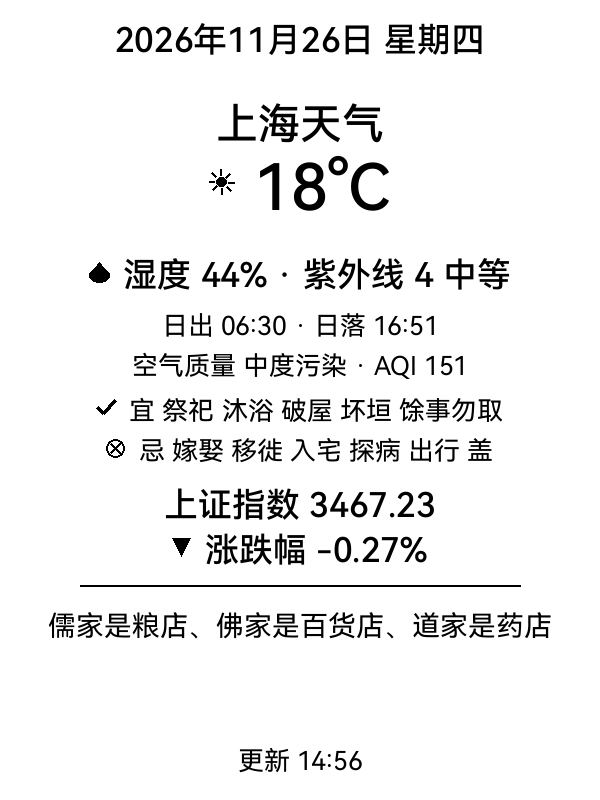 2026年11月26日 星期四
上海天气
18°C
湿度 44% · 紫外线 4 中等
日出 06:30 · 日落 16:51
空气质量 中度污染 · AQI 151
宜 祭祀 沐浴 破屋 坏垣 馀事勿取
忌 嫁娶 移徙 入宅 探病 出行 盖
上证指数 3467.23
▼ 涨跌幅 -0.27%
儒家是粮店、佛家是百货店、道家是药店
更新 14:56